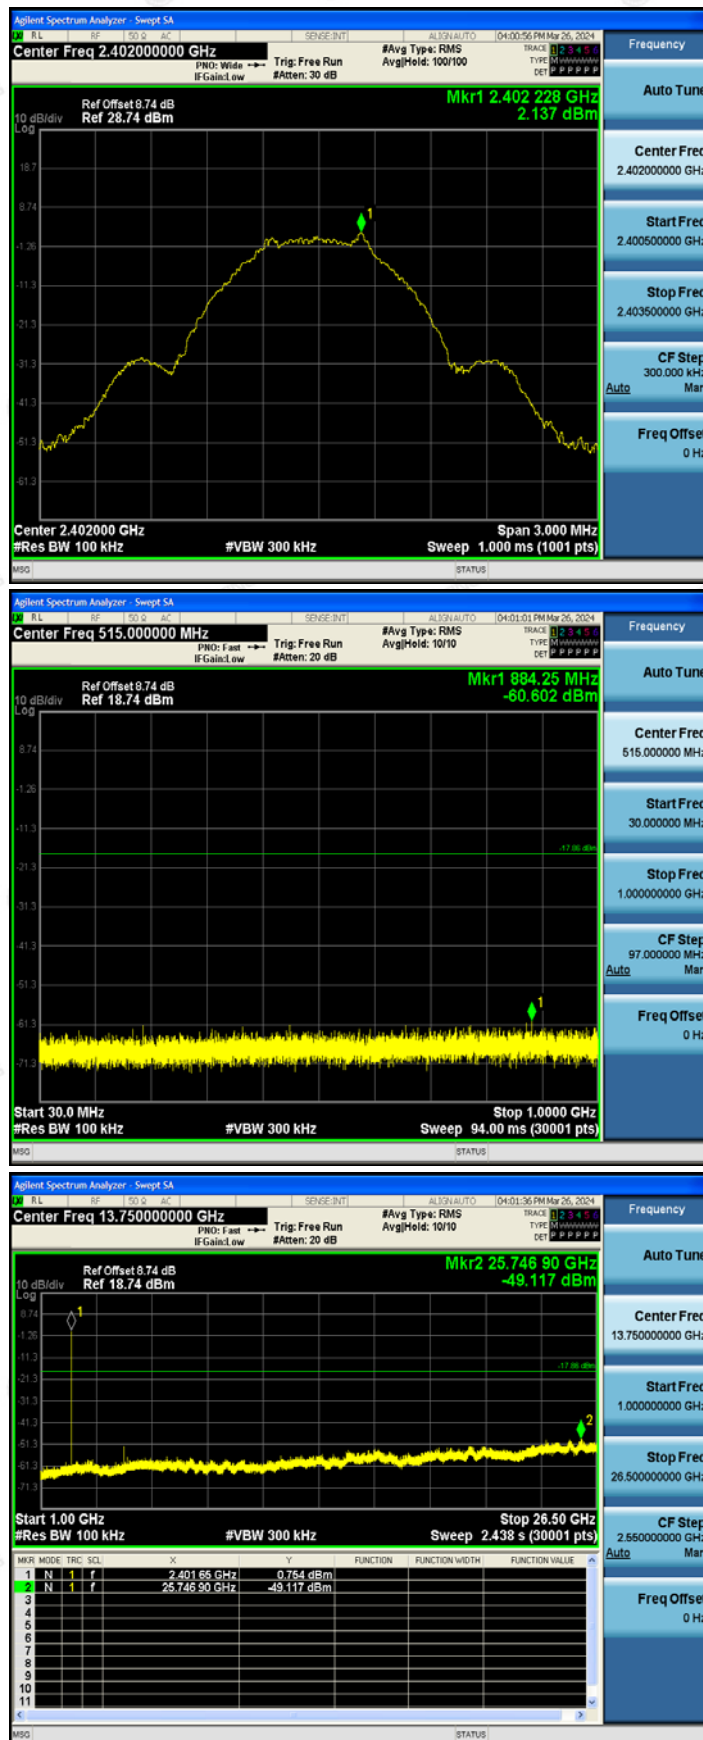 Agilent Spectrum Analyzer - Swept SA
RL RF 50 Ω AC SENSE:INT ALIGNAUTO 04:00:56 PM Mar 26, 2024
Center Freq 2.402000000 GHz #Avg Type: RMS TRACE 1 2 3 4 5 6
PNO: Wide Trig: Free Run Avg|Hold: 100/100 TYPE M
IFGain:Low #Atten: 30 dB DET P P P P P P
Frequency
Auto Tune
Ref Offset 8.74 dB Mkr1 2.402 228 GHz
10 dB/div Ref 28.74 dBm 2.137 dBm
Log
18.7
8.74
-1.26
-11.3
-21.3
-31.3
-41.3
-51.3
-61.3
1
Center Freq
2.402000000 GHz
Start Freq
2.400500000 GHz
Stop Freq
2.403500000 GHz
CF Step
300.000 kHz
Auto Man
Freq Offset
0 Hz
Center 2.402000 GHz Span 3.000 MHz
#Res BW 100 kHz #VBW 300 kHz Sweep 1.000 ms (1001 pts)
MSG STATUS
Agilent Spectrum Analyzer - Swept SA
RL RF 50 Ω AC SENSE:INT ALIGNAUTO 04:01:01 PM Mar 26, 2024
Center Freq 515.000000 MHz #Avg Type: RMS TRACE 1 2 3 4 5 6
PNO: Fast Trig: Free Run Avg|Hold: 10/10 TYPE M
IFGain:Low #Atten: 20 dB DET P P P P P P
Frequency
Auto Tune
Ref Offset 8.74 dB Mkr1 884.25 MHz
10 dB/div Ref 18.74 dBm -60.602 dBm
Log
8.74
-1.26
-11.3
-21.3
-31.3
-41.3
-51.3
-61.3
-71.3
-17.86 dBm
1
Center Freq
515.000000 MHz
Start Freq
30.000000 MHz
Stop Freq
1.000000000 GHz
CF Step
97.000000 MHz
Auto Man
Freq Offset
0 Hz
Start 30.0 MHz Stop 1.0000 GHz
#Res BW 100 kHz #VBW 300 kHz Sweep 94.00 ms (30001 pts)
MSG STATUS
Agilent Spectrum Analyzer - Swept SA
RL RF 50 Ω AC SENSE:INT ALIGNAUTO 04:01:36 PM Mar 26, 2024
Center Freq 13.750000000 GHz #Avg Type: RMS TRACE 1 2 3 4 5 6
PNO: Fast Trig: Free Run Avg|Hold: 10/10 TYPE M
IFGain:Low #Atten: 20 dB DET P P P P P P
Frequency
Auto Tune
Ref Offset 8.74 dB Mkr2 25.746 90 GHz
10 dB/div Ref 18.74 dBm -49.117 dBm
Log
8.74
-1.26
-11.3
-21.3
-31.3
-41.3
-51.3
-61.3
-71.3
1
-17.86 dBm
2
Center Freq
13.750000000 GHz
Start Freq
1.000000000 GHz
Stop Freq
26.500000000 GHz
CF Step
2.550000000 GHz
Auto Man
Freq Offset
0 Hz
Start 1.00 GHz Stop 26.50 GHz
#Res BW 100 kHz #VBW 300 kHz Sweep 2.438 s (30001 pts)
MKR MODE TRC SCL X Y FUNCTION FUNCTION WIDTH FUNCTION VALUE
1 N 1 f 2.401 65 GHz 0.754 dBm
2 N 1 f 25.746 90 GHz -49.117 dBm
3
4
5
6
7
8
9
10
11
MSG STATUS